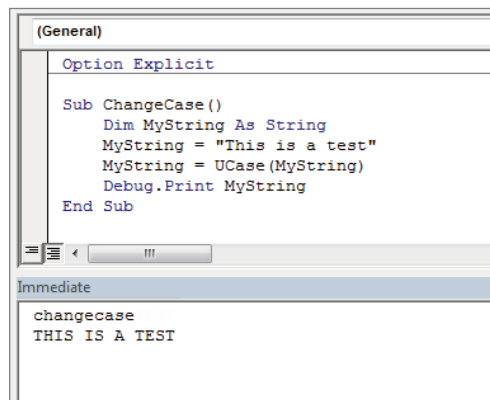 (General)
Option Explicit
Sub ChangeCase()
Dim MyString As String
MyString = "This is a test"
MyString = UCase(MyString)
Debug.Print MyString
End Sub
Immediate
changecase
THIS IS A TEST